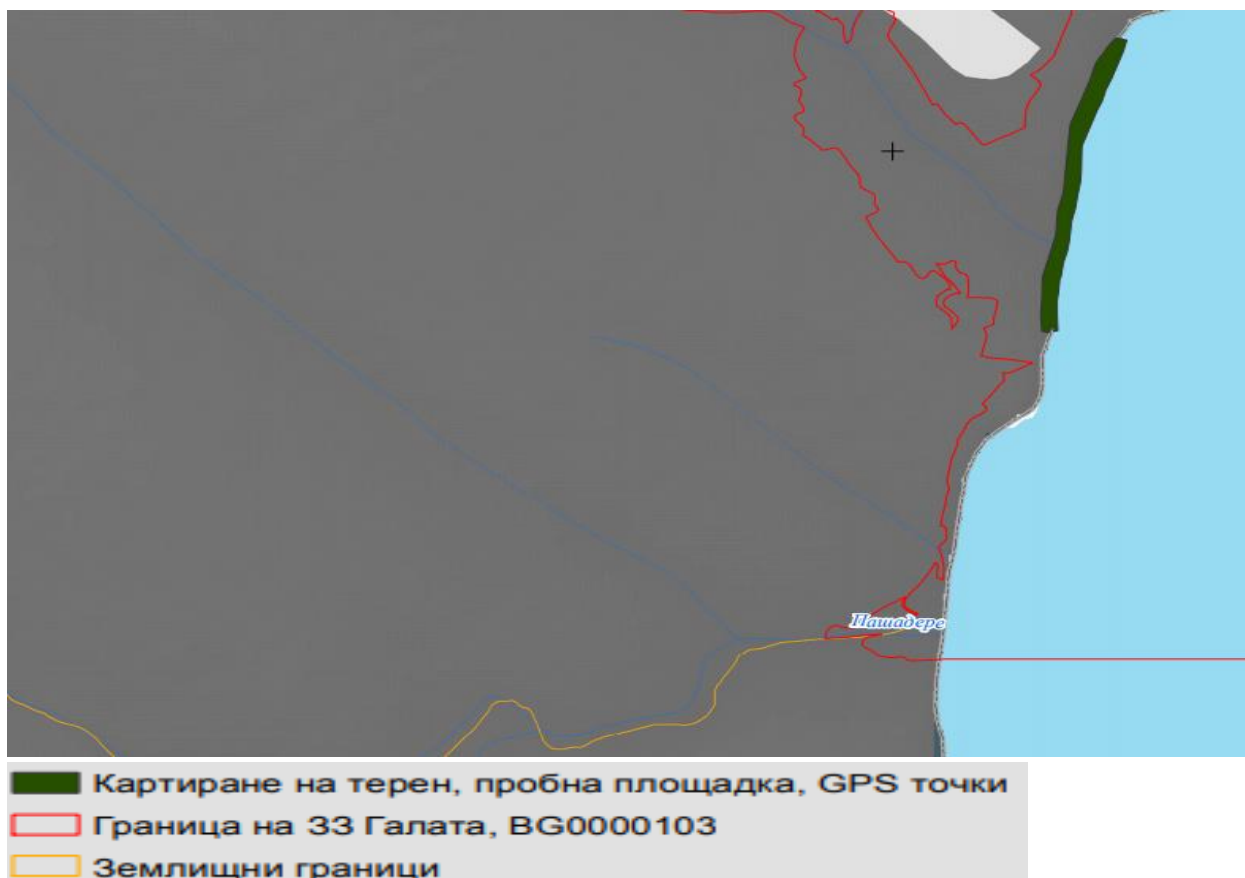 Пашадере
Картиране на терен, пробна площадка, GPS точки
Граница на ЗЗ Галата, BG0000103
Землищни граници